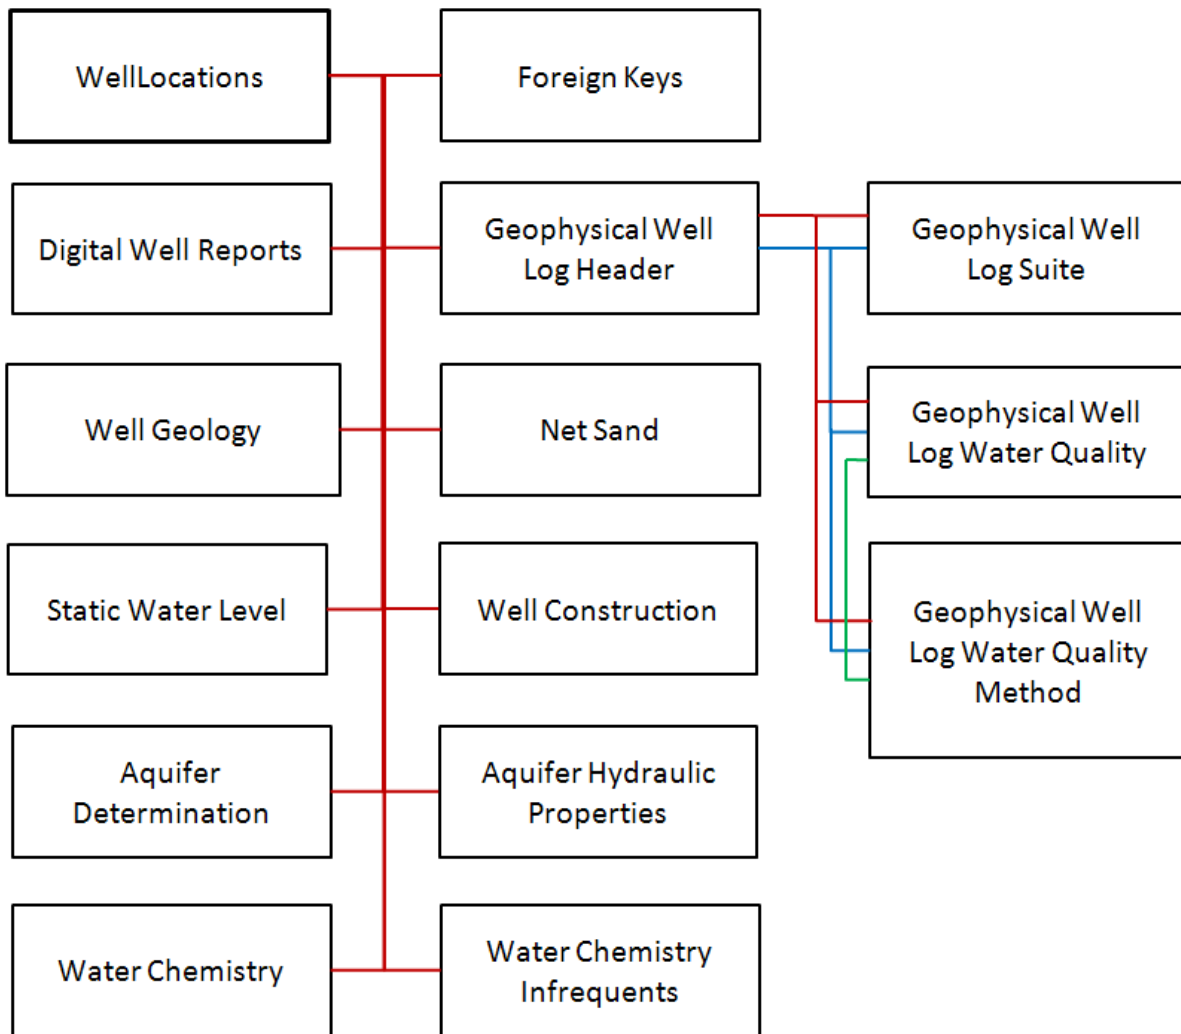 WellLocations
Foreign Keys
Digital Well Reports
Geophysical Well
Log Header
Geophysical Well
Log Suite
Well Geology
Net Sand
Geophysical Well
Log Water Quality
Static Water Level
Well Construction
Geophysical Well
Log Water Quality
Method
Aquifer
Determination
Aquifer Hydraulic
Properties
Water Chemistry
Water Chemistry
Infrequents